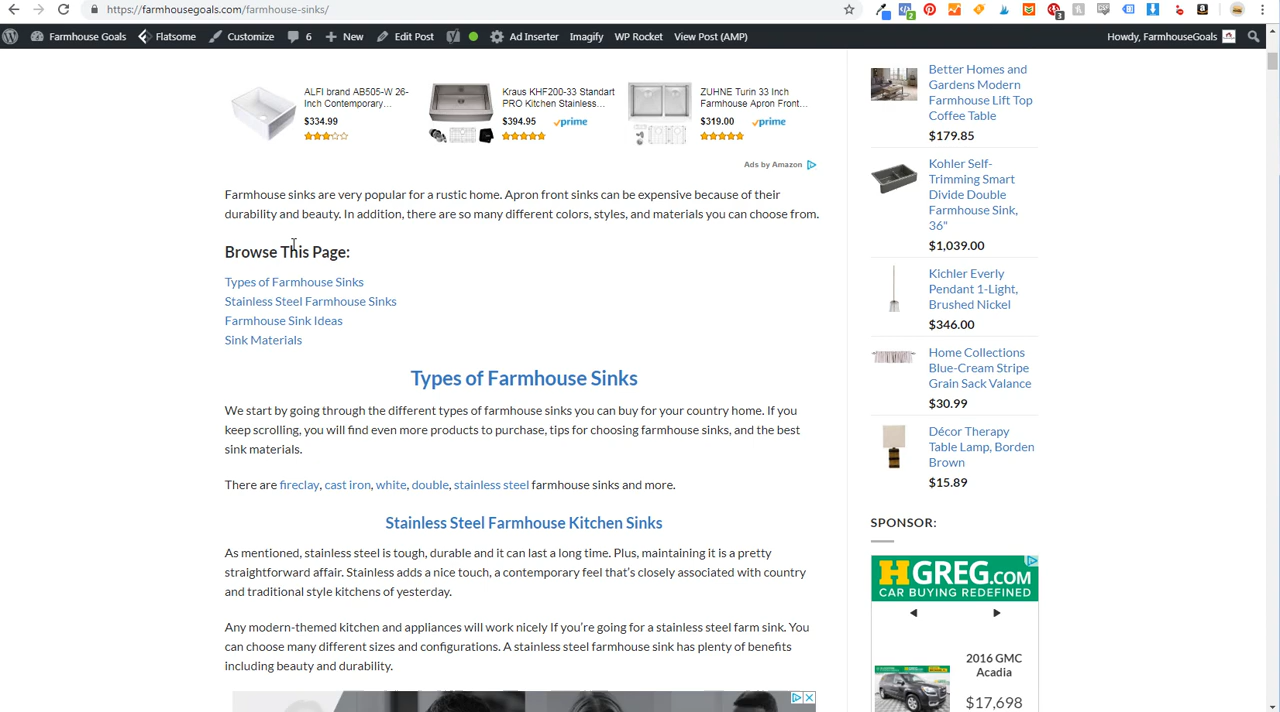 https://farmhousegoals.com/farmhouse-sinks/
2
3
Farmhouse Goals
Flatsome
Customize
6
New
Edit Post
Ad Inserter
Imagify
WP Rocket
View Post (AMP)
Howdy, FarmhouseGoals
ALFI brand AB505-W 26-
Inch Contemporary...
$334.99
Kraus KHF200-33 Standart
PRO Kitchen Stainless...
$394.95 prime
ZUHNE Turin 33 Inch
Farmhouse Apron Front...
$319.00 prime
Ads by Amazon
Farmhouse sinks are very popular for a rustic home. Apron front sinks can be expensive because of their
durability and beauty. In addition, there are so many different colors, styles, and materials you can choose from.
Browse This Page:
Types of Farmhouse Sinks
Stainless Steel Farmhouse Sinks
Farmhouse Sink Ideas
Sink Materials
Types of Farmhouse Sinks
We start by going through the different types of farmhouse sinks you can buy for your country home. If you
keep scrolling, you will find even more products to purchase, tips for choosing farmhouse sinks, and the best
sink materials.
There are fireclay, cast iron, white, double, stainless steel farmhouse sinks and more.
Stainless Steel Farmhouse Kitchen Sinks
As mentioned, stainless steel is tough, durable and it can last a long time. Plus, maintaining it is a pretty
straightforward affair. Stainless adds a nice touch, a contemporary feel that's closely associated with country
and traditional style kitchens of yesterday.
Any modern-themed kitchen and appliances will work nicely If you're going for a stainless steel farm sink. You
can choose many different sizes and configurations. A stainless steel farmhouse sink has plenty of benefits
including beauty and durability.
Better Homes and
Gardens Modern
Farmhouse Lift Top
Coffee Table
$179.85
Kohler Self-
Trimming Smart
Divide Double
Farmhouse Sink,
36"
$1,039.00
Kichler Everly
Pendant 1-Light,
Brushed Nickel
$346.00
Home Collections
Blue-Cream Stripe
Grain Sack Valance
$30.99
Décor Therapy
Table Lamp, Borden
Brown
$15.89
SPONSOR:
HGREG.COM
CAR BUYING REDEFINED
2016 GMC
Acadia
$17,698